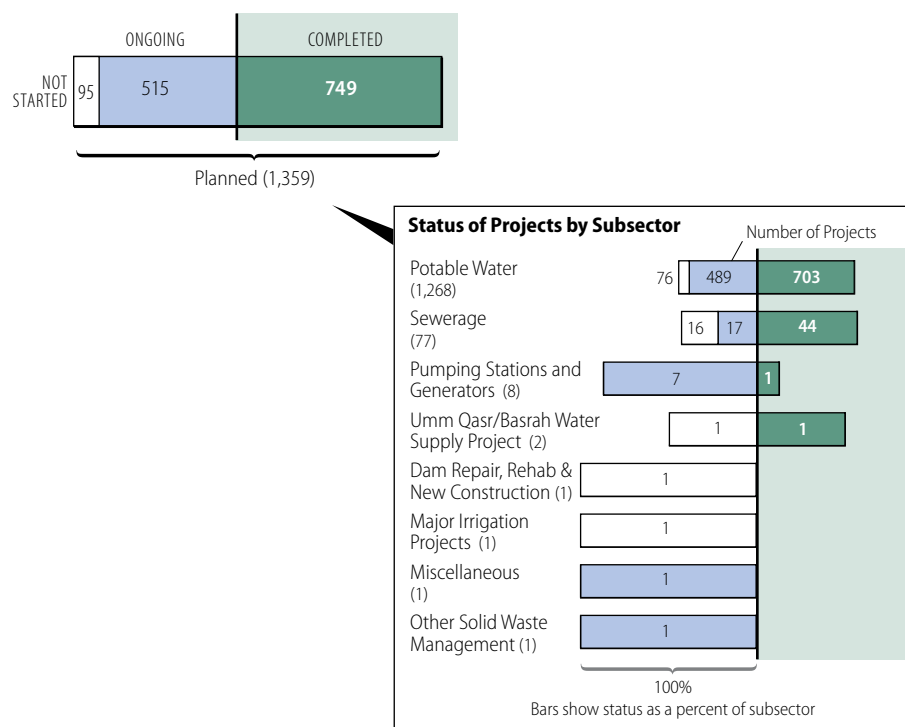 ONGOING
COMPLETED
NOT
STARTED
95
515
749
Planned (1,359)
Status of Projects by Subsector
Number of Projects
Potable Water
(1,268)
76
489
703
Sewerage
(77)
16
17
44
Pumping Stations and
Generators (8)
7
1
Umm Qasr/Basrah Water
Supply Project (2)
1
1
Dam Repair, Rehab &
New Construction (1)
1
Major Irrigation
Projects (1)
1
Miscellaneous
(1)
1
Other Solid Waste
Management (1)
1
100%
Bars show status as a percent of subsector